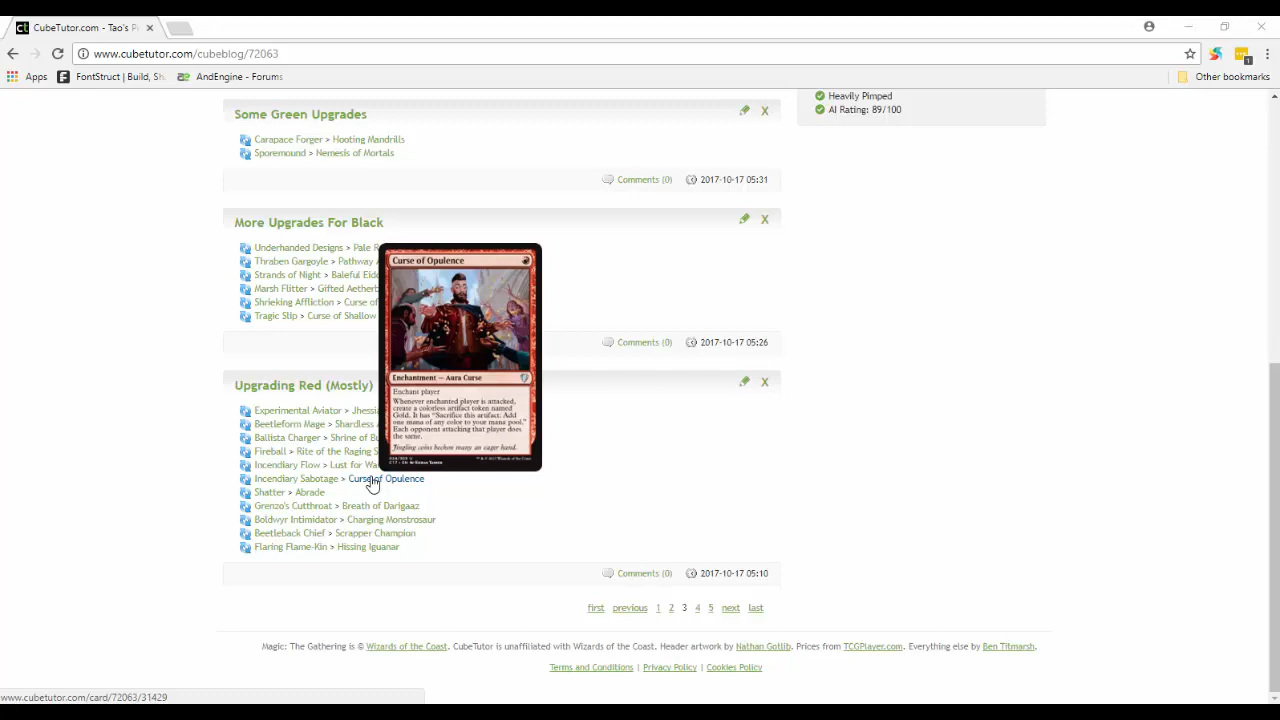 CubeTutor.com - Tao's P
www.cubetutor.com/cubeblog/72063
Apps
FontStruct | Build, Sh
AndEngine - Forums
Other bookmarks
Heavily Pimped
AI Rating: 89/100
Some Green Upgrades
Carapace Forger > Hooting Mandrills
Sporemound > Nemesis of Mortals
Comments (0) 2017-10-17 05:31
More Upgrades For Black
Underhanded Designs > Pale R
Thraben Gargoyle > Pathway A
Strands of Night > Baleful Eido
Marsh Flitter > Gifted Aetherb
Shrieking Affliction > Curse of
Tragic Slip > Curse of Shallow
Comments (0) 2017-10-17 05:26
Curse of Opulence
Enchantment — Aura Curse
Enchant player
Whenever enchanted player is attacked,
create a colorless artifact token named
Gold. It has "Sacrifice this artifact: Add
one mana of any color to your mana pool."
Each opponent attacking that player does
the same.
Jingling coins beckon many an eager hand.
Upgrading Red (Mostly)
Experimental Aviator > Jhessi
Beetleform Mage > Shardless
Ballista Charger > Shrine of Bu
Fireball > Rite of the Raging S
Incendiary Flow > Lust for Wa
Incendiary Sabotage > Curse of Opulence
Shatter > Abrade
Grenzo's Cutthroat > Breath of Darigaaz
Boldwyr Intimidator > Charging Monstrosaur
Beetleback Chief > Scrapper Champion
Flaring Flame-Kin > Hissing Iguanar
Comments (0) 2017-10-17 05:10
first previous 1 2 3 4 5 next last
Magic: The Gathering is © Wizards of the Coast. CubeTutor is unaffiliated with Wizards of the Coast. Header artwork by Nathan Gotlib. Prices from TCGPlayer.com. Everything else by Ben Titmarsh.
Terms and Conditions | Privacy Policy | Cookies Policy
www.cubetutor.com/card/72063/31429